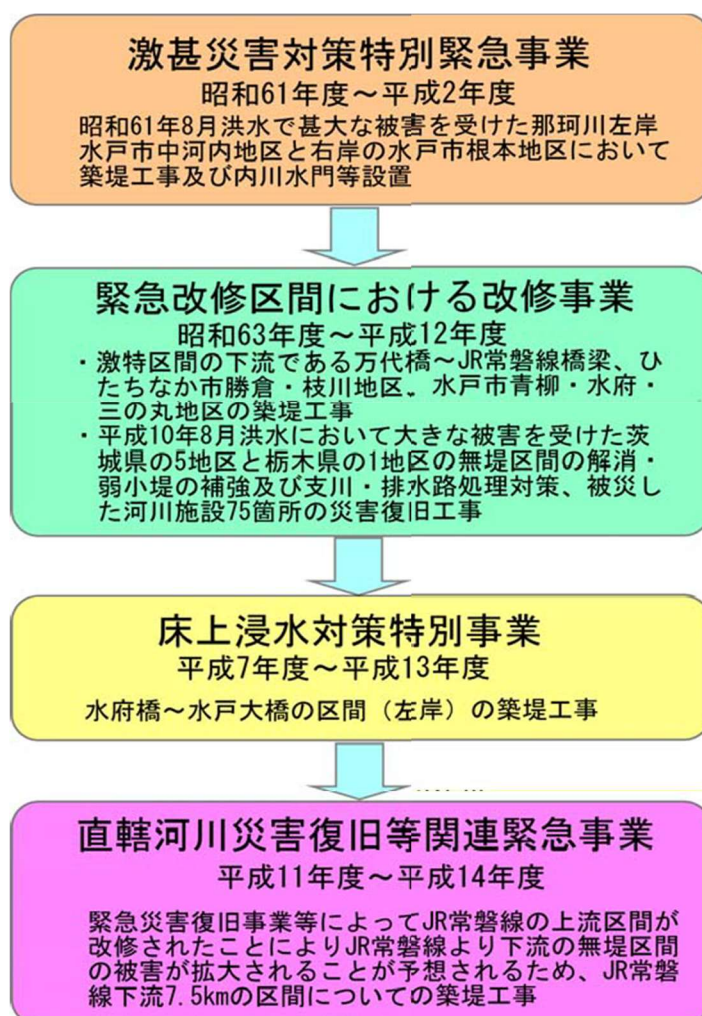 激甚災害対策特別緊急事業
昭和61年度～平成2年度
昭和61年8月洪水で甚大な被害を受けた那珂川左岸
水戸市中河内地区と右岸の水戸市根本地区において
築堤工事及び内川水門等設置
緊急改修区間における改修事業
昭和63年度～平成12年度
・激特区間の下流である万代橋～JR常磐線橋梁、ひ
たちなか市勝倉・枝川地区、水戸市青柳・水府・
三の丸地区の築堤工事
・平成10年8月洪水において大きな被害を受けた茨
城県の5地区と栃木県の1地区の無堤区間の解消・
弱小堤の補強及び支川・排水路処理対策、被災し
た河川施設75箇所の災害復旧工事
床上浸水対策特別事業
平成7年度～平成13年度
水府橋～水戸大橋の区間（左岸）の築堤工事
直轄河川災害復旧等関連緊急事業
平成11年度～平成14年度
緊急災害復旧事業等によってJR常磐線の上流区間が
改修されたことによりJR常磐線より下流の無堤区間
の被害が拡大されることが予想されるため、JR常磐
線下流7.5kmの区間についての築堤工事